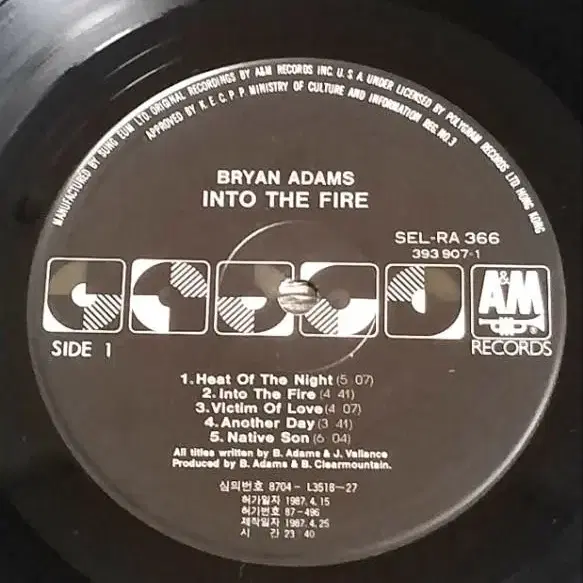 MANUFACTURED BY SUNG EUM LTD. ORIGINAL RECORDINGS BY A&M RECORDS INC. U. S. A. UNDER LICENSED BY POLYGRAM RECORDS LTD. HONG KONG
APPROVED BY K. E. C. P. P. MINISTRY OF CULTURE AND INFORMATION REG. NO. 3
BRYAN ADAMS
INTO THE FIRE
SEL-RA 366
393 907-1
A&M
RECORDS
SIDE 1
1.Heat Of The Night(5 07)
2.Into The Fire(4 41)
3.Victim Of Love(4 07)
4.Another Day(3 41)
5.Native Son(6 04)
All titles written by B. Adams & J. Vallance
Produced by B. Adams & B. Clearmountain.
심의번호 8704- L3518-27
허가일자 1987. 4. 15
허가번호 87-496
제작일자 1987. 4. 25
시 간 23 : 40